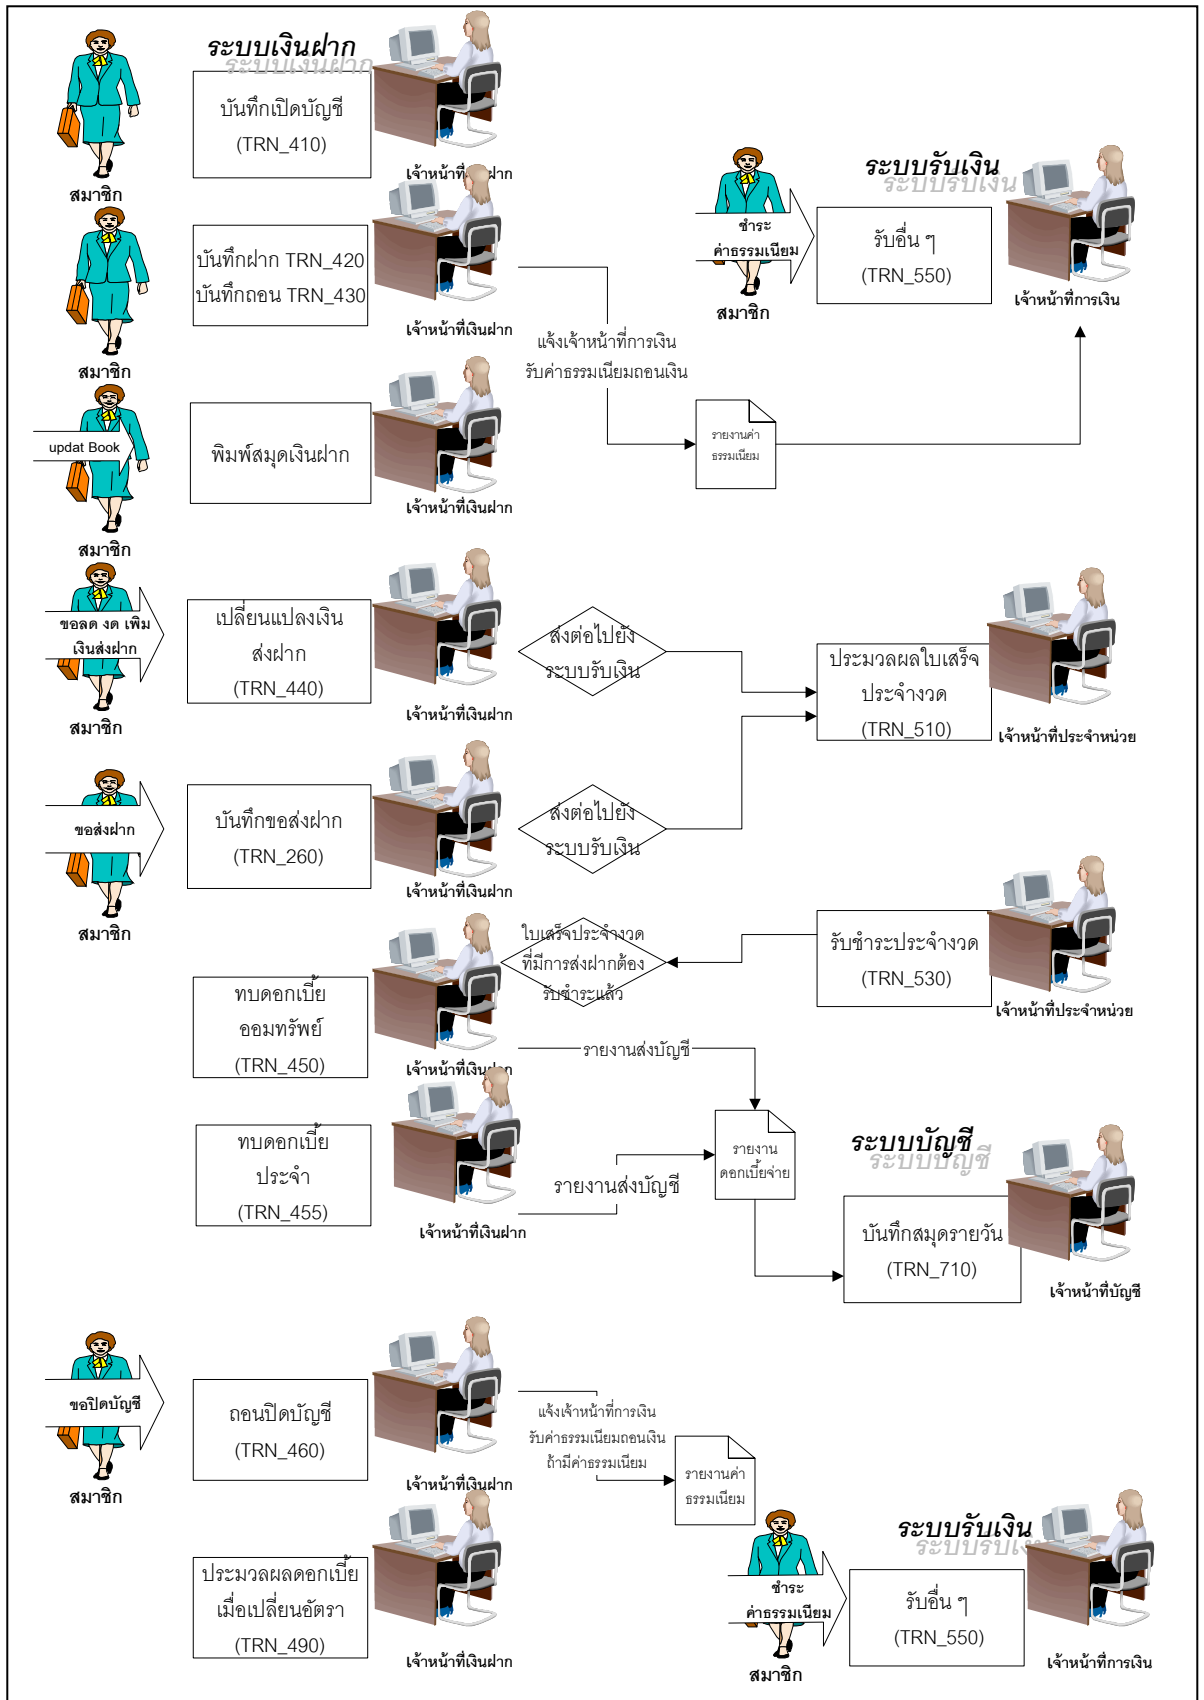 ระบบเงินฝาก
บันทึกเปิดบัญชี
(TRN_410)
เจ้าหน้าที่เงินฝาก
สมาชิก
ระบบรับเงิน
ชำระ
ค่าธรรมเนียม
รับอื่น ๆ
(TRN_550)
สมาชิก
เจ้าหน้าที่การเงิน
บันทึกฝาก TRN_420
บันทึกถอน TRN_430
เจ้าหน้าที่เงินฝาก
สมาชิก
แจ้งเจ้าหน้าที่การเงิน
รับค่าธรรมเนียมถอนเงิน
รายงานค่า
ธรรมเนียม
updat Book
พิมพ์สมุดเงินฝาก
เจ้าหน้าที่เงินฝาก
สมาชิก
ขอลด งด เพิ่ม
เงินส่งฝาก
เปลี่ยนแปลงเงิน
ส่งฝาก
(TRN_440)
เจ้าหน้าที่เงินฝาก
สมาชิก
ส่งต่อไปยัง
ระบบรับเงิน
ประมวลผลใบเสร็จ
ประจำงวด
(TRN_510)
เจ้าหน้าที่ประจำหน่วย
ขอส่งฝาก
บันทึกขอส่งฝาก
(TRN_260)
เจ้าหน้าที่เงินฝาก
สมาชิก
ส่งต่อไปยัง
ระบบรับเงิน
ใบเสร็จประจำงวด
ที่มีการส่งฝากต้อง
รับชำระแล้ว
รับชำระประจำงวด
(TRN_530)
เจ้าหน้าที่ประจำหน่วย
ทบดอกเบี้ย
ออมทรัพย์
(TRN_450)
เจ้าหน้าที่เงินฝาก
รายงานส่งบัญชี
ทบดอกเบี้ย
ประจำ
(TRN_455)
เจ้าหน้าที่เงินฝาก
รายงานส่งบัญชี
รายงาน
ดอกเบี้ยจ่าย
ระบบบัญชี
บันทึกสมุดรายวัน
(TRN_710)
เจ้าหน้าที่บัญชี
ขอปิดบัญชี
ถอนปิดบัญชี
(TRN_460)
เจ้าหน้าที่เงินฝาก
สมาชิก
แจ้งเจ้าหน้าที่การเงิน
รับค่าธรรมเนียมถอนเงิน
ถ้ามีค่าธรรมเนียม
รายงานค่า
ธรรมเนียม
ประมวลผลดอกเบี้ย
เมื่อเปลี่ยนอัตรา
(TRN_490)
เจ้าหน้าที่เงินฝาก
ระบบรับเงิน
ชำระ
ค่าธรรมเนียม
รับอื่น ๆ
(TRN_550)
สมาชิก
เจ้าหน้าที่การเงิน